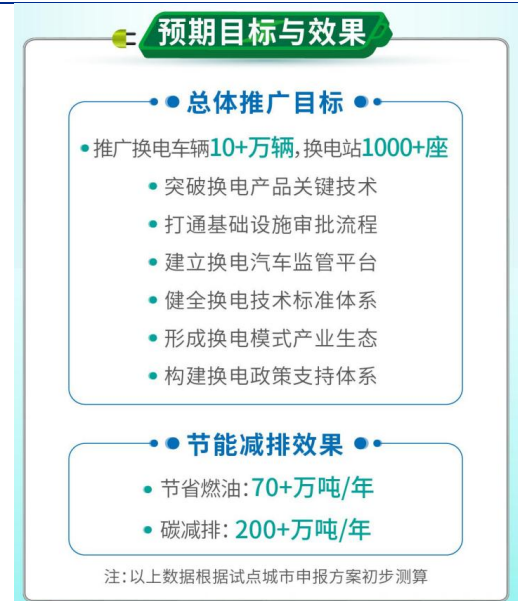 预期目标与效果
总体推广目标
推广换电车辆10+万辆,换电站1000+座
突破换电产品关键技术
打通基础设施审批流程
建立换电汽车监管平台
健全换电技术标准体系
形成换电模式产业生态
构建换电政策支持体系
节能减排效果
节省燃油:70+万吨/年
碳减排: 200+万吨/年
注:以上数据根据试点城市申报方案初步测算